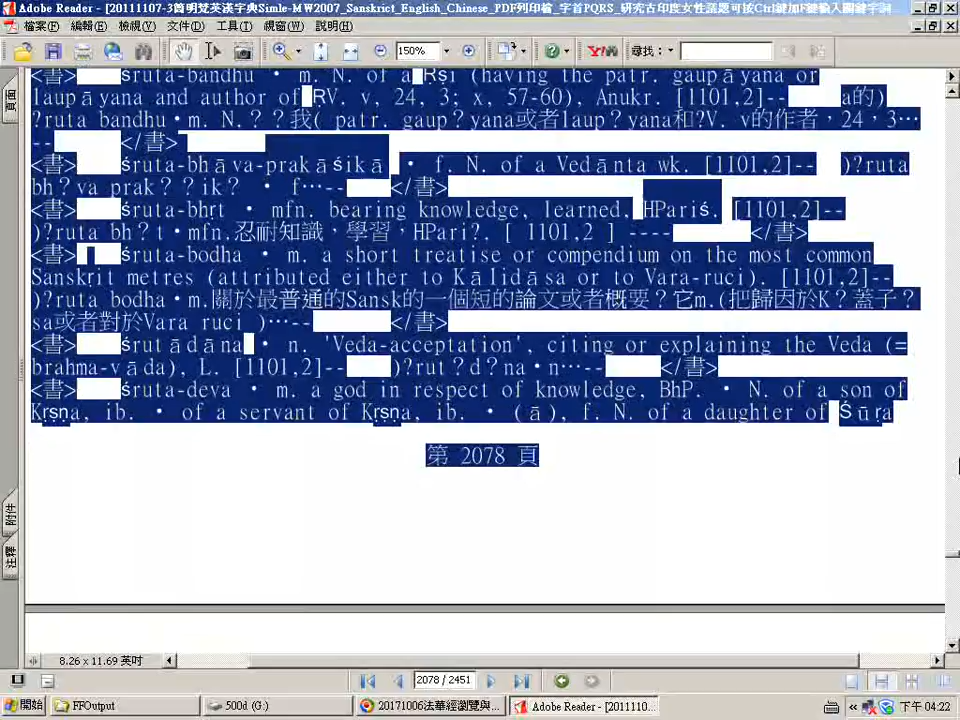 Adobe Reader - [20111107-3簡明梵英漢字典Simle-MW2007_Sanskrict_English_Chinese_PDF列印檔_字首PQRS_研究古印度女性議題可按Ctrl鍵加F鍵輸入關鍵字詞
檔案(F) 編輯(E) 檢視(V) 文件(D) 工具(T) 視窗(W) 說明(H)
150% Y! 尋找：
頁面
<書> śruta-bandhu • m. N. of a Ṛṣi (having the patr. gaupāyana or
laupāyana and author of ṚV. v, 24, 3; x, 57-60), Anukr. [1101,2]-- a的)
?ruta bandhu•m. N.？？我( patr. gaup？yana或者laup？yana和?V. v的作者，24，3…
-- </書>
<書> śruta-bhāva-prakāśikā • f. N. of a Vedānta wk. [1101,2]-- )?ruta
bh？va prak？？ik？ • f…-- </書>
<書> śruta-bhṛt • mfn. bearing knowledge, learned, HPariś. [1101,2]--
)?ruta bh？t•mfn.忍耐知識，學習，HPari?. [ 1101,2 ] ---- </書>
<書> śruta-bodha • m. a short treatise or compendium on the most common
Sanskṛit metres (attributed either to Kālidāsa or to Vara-ruci). [1101,2]--
)?ruta bodha•m.關於最普通的Sansk的一個短的論文或者概要？它m.(把歸因於K？蓋子？
sa或者對於Vara ruci )…-- </書>
<書> śrutādāna • n. 'Veda-acceptation', citing or explaining the Veda (=
brahma-vāda), L. [1101,2]-- )?rut？d？na•n…-- </書>
<書> śruta-deva • m. a god in respect of knowledge, BhP. • N. of a son of
Kṛṣṇa, ib. • of a servant of Kṛṣṇa, ib. • (ā), f. N. of a daughter of Śūra
第 2078 頁
附件
注釋
8.26 x 11.69 英吋
2078 / 2451
開始 FFOutput 500d (G:) 20171006法華經瀏覽與... Adobe Reader - [2011110... 下午 04:22